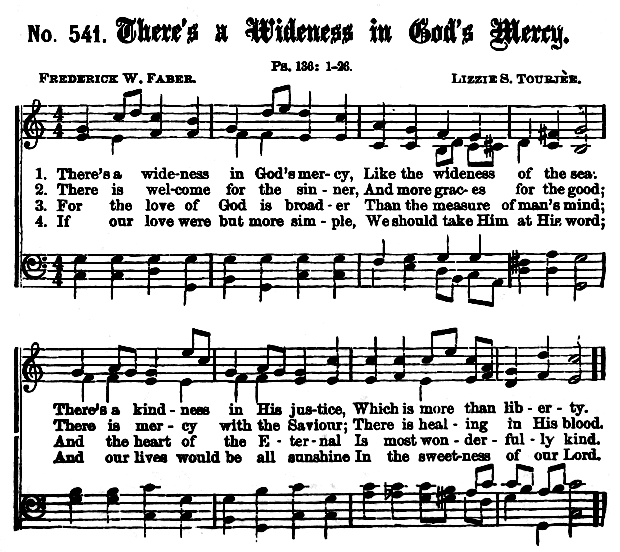 No. 541. There's a Wideness in God's Mercy.
Ps. 136: 1-26.
FREDERICK W. FABER. LIZZIE S. TOURJÈE.
1. There's a wide-ness in God's mer-cy, Like the wideness of the sea:
2. There is wel-come for the sin-ner, And more grac-es for the good;
3. For the love of God is broad-er Than the measure of man's mind;
4. If our love were but more sim-ple, We should take Him at His word;
There's a kind-ness in His jus-tice, Which is more than lib-er-ty.
There is mer-cy with the Saviour; There is heal-ing in His blood.
And the heart of the E-ter-nal Is most won-der-ful-ly kind.
And our lives would be all sunshine In the sweet-ness of our Lord.